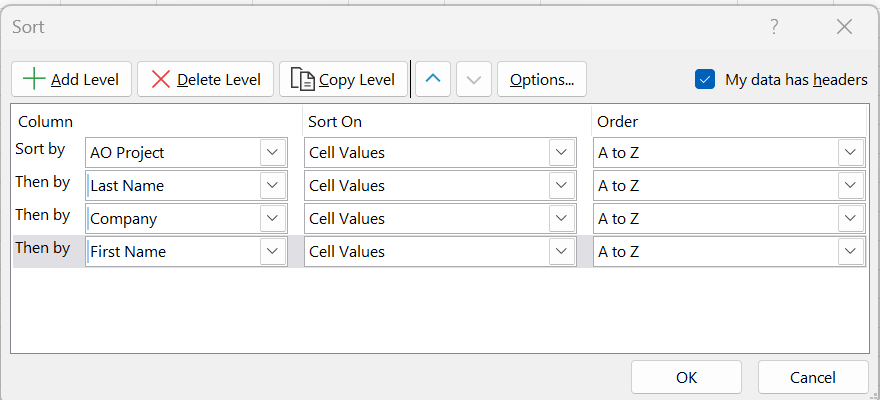 Sort ?
Add Level Delete Level Copy Level Options... My data has headers
Column Sort On Order
Sort by AO Project Cell Values A to Z
Then by Last Name Cell Values A to Z
Then by Company Cell Values A to Z
Then by First Name Cell Values A to Z
OK Cancel